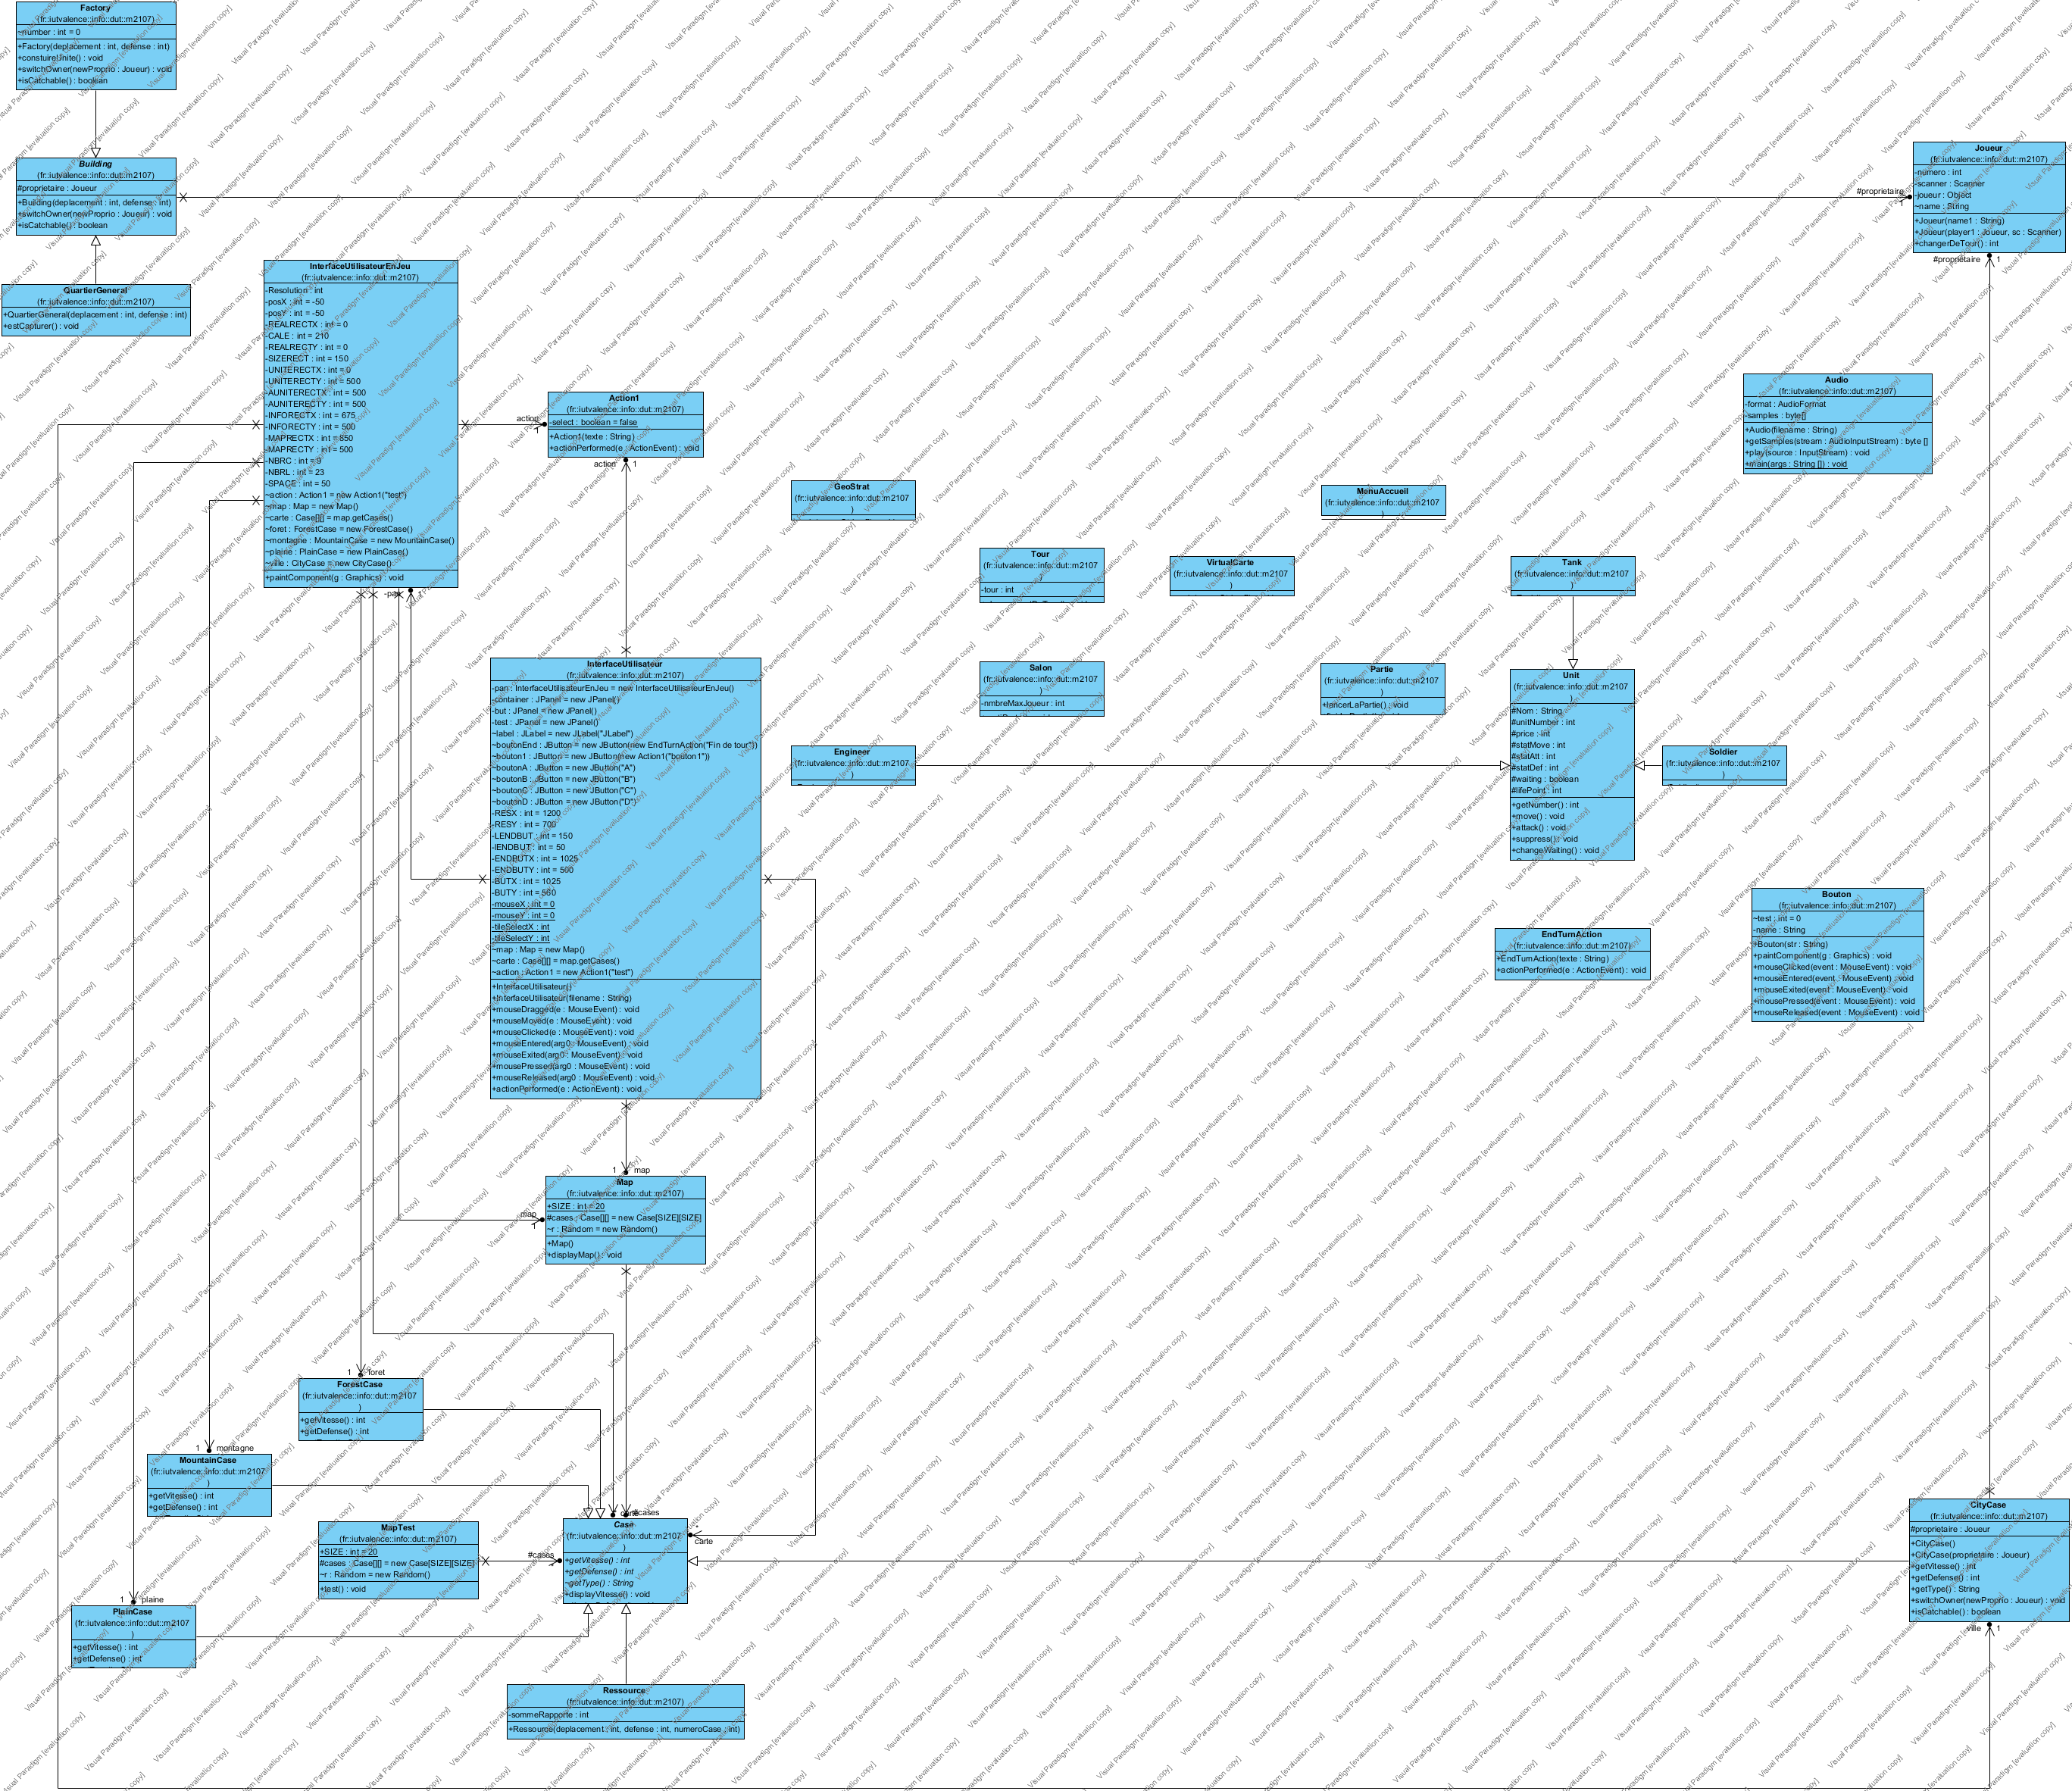 Factory
(fr::iutvalence::info::dut::m2107)
~number : int = 0
+Factory(deplacement : int, defense : int)
+constuireUnite() : void
+switchOwner(newProprio : Joueur) : void
+isCatchable() : boolean
Building
(fr::iutvalence::info::dut::m2107)
#proprietaire : Joueur
+Building(deplacement : int, defense : int)
+switchOwner(newProprio : Joueur) : void
+isCatchable() : boolean
#proprietaire
1
Joueur
(fr::iutvalence::info::dut::m2107)
-numero : int
-scanner : Scanner
-joueur : Object
~name : String
+Joueur(name1 : String)
+Joueur(player1 : Joueur, sc : Scanner)
+changerDeTour() : int
#proprietaire
1
QuartierGeneral
(fr::iutvalence::info::dut::m2107)
+QuartierGeneral(deplacement : int, defense : int)
+estCapturer() : void
InterfaceUtilisateurEnJeu
(fr::iutvalence::info::dut::m2107)
-Resolution : int
-posX : int = -50
-posY : int = -50
-REALRECTX : int = 0
-CALE : int = 210
-REALRECTY : int = 0
-SIZERECT : int = 150
-UNITERECTX : int = 0
-UNITERECTY : int = 500
-AUNITERECTX : int = 500
-AUNITERECTY : int = 500
-INFORECTX : int = 675
-INFORECTY : int = 500
-MAPRECTX : int = 850
-MAPRECTY : int = 500
-NBRC : int = 9
-NBRL : int = 23
-SPACE : int = 50
~action : Action1 = new Action1("test")
~map : Map = new Map()
~carte : Case[][] = map.getCases()
~foret : ForestCase = new ForestCase()
~montagne : MountainCase = new MountainCase()
~plaine : PlainCase = new PlainCase()
~ville : CityCase = new CityCase()
+paintComponent(g : Graphics) : void
-pan
1
action
1
Action1
(fr::iutvalence::info::dut::m2107)
-select : boolean = false
+Action1(texte : String)
+actionPerformed(e : ActionEvent) : void
action
1
Audio
(fr::iutvalence::info::dut::m2107)
-format : AudioFormat
-samples : byte[]
+Audio(filename : String)
+getSamples(stream : AudioInputStream) : byte []
+play(source : InputStream) : void
+main(args : String []) : void
GeoStrat
(fr::iutvalence::info::dut::m2107
)
MenuAccueil
(fr::iutvalence::info::dut::m2107
)
Tour
(fr::iutvalence::info::dut::m2107
)
-tour : int
VirtualCarte
(fr::iutvalence::info::dut::m2107
)
Tank
(fr::iutvalence::info::dut::m2107
)
InterfaceUtilisateur
(fr::iutvalence::info::dut::m2107)
-pan : InterfaceUtilisateurEnJeu = new InterfaceUtilisateurEnJeu()
-container : JPanel = new JPanel()
-but : JPanel = new JPanel()
-test : JPanel = new JPanel()
~label : JLabel = new JLabel("JLabel")
~boutonEnd : JButton = new JButton(new EndTurnAction("Fin de tour"))
~bouton1 : JButton = new JButton(new Action1("bouton1"))
~boutonA : JButton = new JButton("A")
~boutonB : JButton = new JButton("B")
~boutonC : JButton = new JButton("C")
~boutonD : JButton = new JButton("D")
-RESX : int = 1200
-RESY : int = 700
-LENDBUT : int = 150
-lENDBUT : int = 50
-ENDBUTX : int = 1025
-ENDBUTY : int = 500
-BUTX : int = 1025
-BUTY : int = 560
-mouseX : int = 0
-mouseY : int = 0
-tileSelectX : int
-tileSelectY : int
~map : Map = new Map()
~carte : Case[][] = map.getCases()
~action : Action1 = new Action1("test")
+InterfaceUtilisateur()
+InterfaceUtilisateur(filename : String)
+mouseDragged(e : MouseEvent) : void
+mouseMoved(e : MouseEvent) : void
+mouseClicked(e : MouseEvent) : void
+mouseEntered(arg0 : MouseEvent) : void
+mouseExited(arg0 : MouseEvent) : void
+mousePressed(arg0 : MouseEvent) : void
+mouseReleased(arg0 : MouseEvent) : void
+actionPerformed(e : ActionEvent) : void
Salon
(fr::iutvalence::info::dut::m2107
)
-nmbreMaxJoueur : int
Partie
(fr::iutvalence::info::dut::m2107
)
+lancerLaPartie() : void
Unit
(fr::iutvalence::info::dut::m2107
)
#Nom : String
#unitNumber : int
#price : int
#statMove : int
#statAtt : int
#statDef : int
#waiting : boolean
#lifePoint : int
+getNumber() : int
+move() : void
+attack() : void
+suppress() : void
+changeWaiting() : void
Engineer
(fr::iutvalence::info::dut::m2107
)
Soldier
(fr::iutvalence::info::dut::m2107
)
Bouton
(fr::iutvalence::info::dut::m2107)
~test : int = 0
-name : String
+Bouton(str : String)
+paintComponent(g : Graphics) : void
+mouseClicked(event : MouseEvent) : void
+mouseEntered(event : MouseEvent) : void
+mouseExited(event : MouseEvent) : void
+mousePressed(event : MouseEvent) : void
+mouseReleased(event : MouseEvent) : void
EndTurnAction
(fr::iutvalence::info::dut::m2107)
+EndTurnAction(texte : String)
+actionPerformed(e : ActionEvent) : void
1
map
map
1
Map
(fr::iutvalence::info::dut::m2107)
+SIZE : int = 20
#cases : Case[][] = new Case[SIZE][SIZE]
~r : Random = new Random()
+Map()
+displayMap() : void
1
foret
ForestCase
(fr::iutvalence::info::dut::m2107
)
+getVitesse() : int
+getDefense() : int
1
montagne
MountainCase
(fr::iutvalence::info::dut::m2107
)
+getVitesse() : int
+getDefense() : int
MapTest
(fr::iutvalence::info::dut::m2107)
+SIZE : int = 20
#cases : Case[][] = new Case[SIZE][SIZE]
~r : Random = new Random()
+test() : void
#cases
*
carte
#cases
Case
(fr::iutvalence::info::dut::m2107
)
+getVitesse() : int
+getDefense() : int
~getType() : String
+displayVitesse() : void
*
carte
CityCase
(fr::iutvalence::info::dut::m2107)
#proprietaire : Joueur
+CityCase()
+CityCase(proprietaire : Joueur)
+getVitesse() : int
+getDefense() : int
+getType() : String
+switchOwner(newProprio : Joueur) : void
+isCatchable() : boolean
ville
1
1
plaine
PlainCase
(fr::iutvalence::info::dut::m2107
)
+getVitesse() : int
+getDefense() : int
Ressource
(fr::iutvalence::info::dut::m2107)
-sommeRapporte : int
+Ressource(deplacement : int, defense : int, numeroCase : int)
Visual Paradigm [evaluation copy]